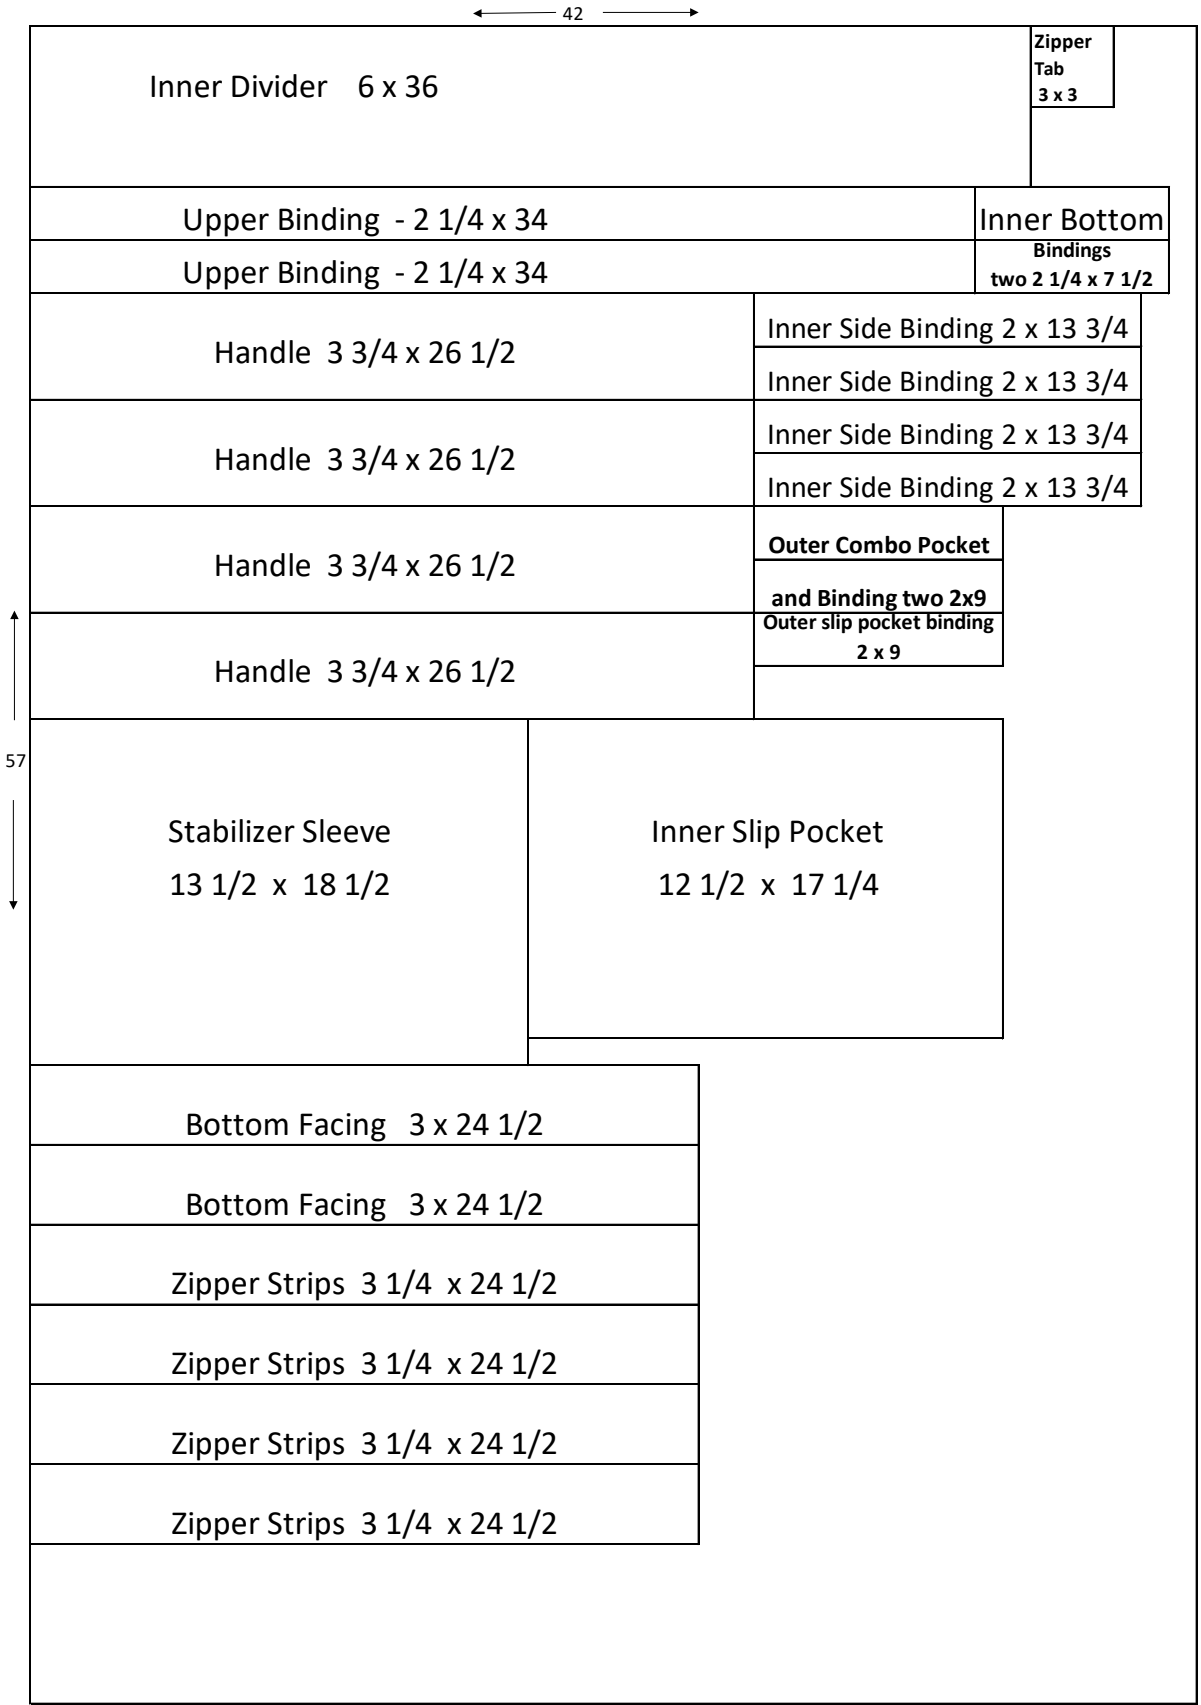 42
Inner Divider 6 x 36
Zipper
Tab
3 x 3
Upper Binding - 2 1/4 x 34
Inner Bottom
Upper Binding - 2 1/4 x 34
Bindings
two 2 1/4 x 7 1/2
Handle 3 3/4 x 26 1/2
Inner Side Binding 2 x 13 3/4
Inner Side Binding 2 x 13 3/4
Handle 3 3/4 x 26 1/2
Inner Side Binding 2 x 13 3/4
Inner Side Binding 2 x 13 3/4
Handle 3 3/4 x 26 1/2
Outer Combo Pocket
and Binding two 2x9
Handle 3 3/4 x 26 1/2
Outer slip pocket binding
2 x 9
57
Stabilizer Sleeve
13 1/2 x 18 1/2
Inner Slip Pocket
12 1/2 x 17 1/4
Bottom Facing 3 x 24 1/2
Bottom Facing 3 x 24 1/2
Zipper Strips 3 1/4 x 24 1/2
Zipper Strips 3 1/4 x 24 1/2
Zipper Strips 3 1/4 x 24 1/2
Zipper Strips 3 1/4 x 24 1/2